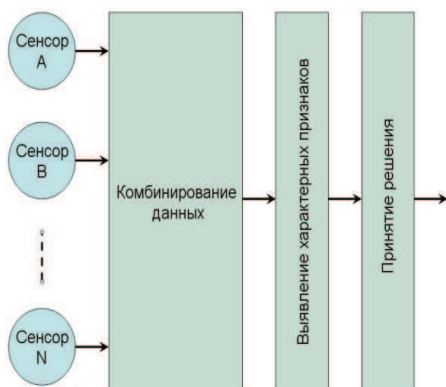 Сенсор
A
Сенсор
B
Сенсор
N
Комбинирование
данных
Выявление характерных признаков
Принятие решения